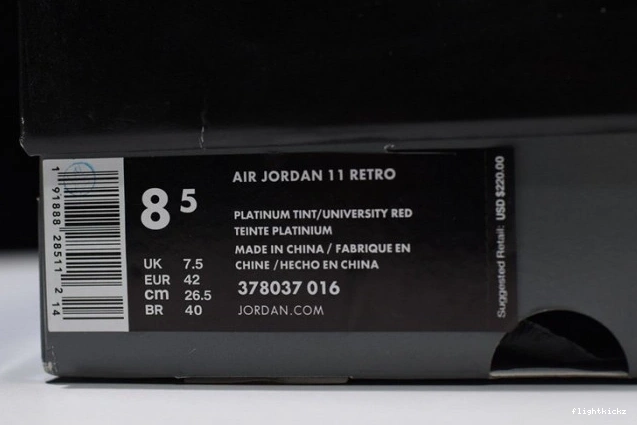 1 91888 28511 2 14
8 5
UK 7.5
EUR 42
cm 26.5
BR 40
AIR JORDAN 11 RETRO
PLATINUM TINT/UNIVERSITY RED
TEINTE PLATINIUM
MADE IN CHINA / FABRIQUE EN
CHINE /HECHO EN CHINA
378037 016
JORDAN.COM
Suggested Retail: USD $220.00
flightkickz